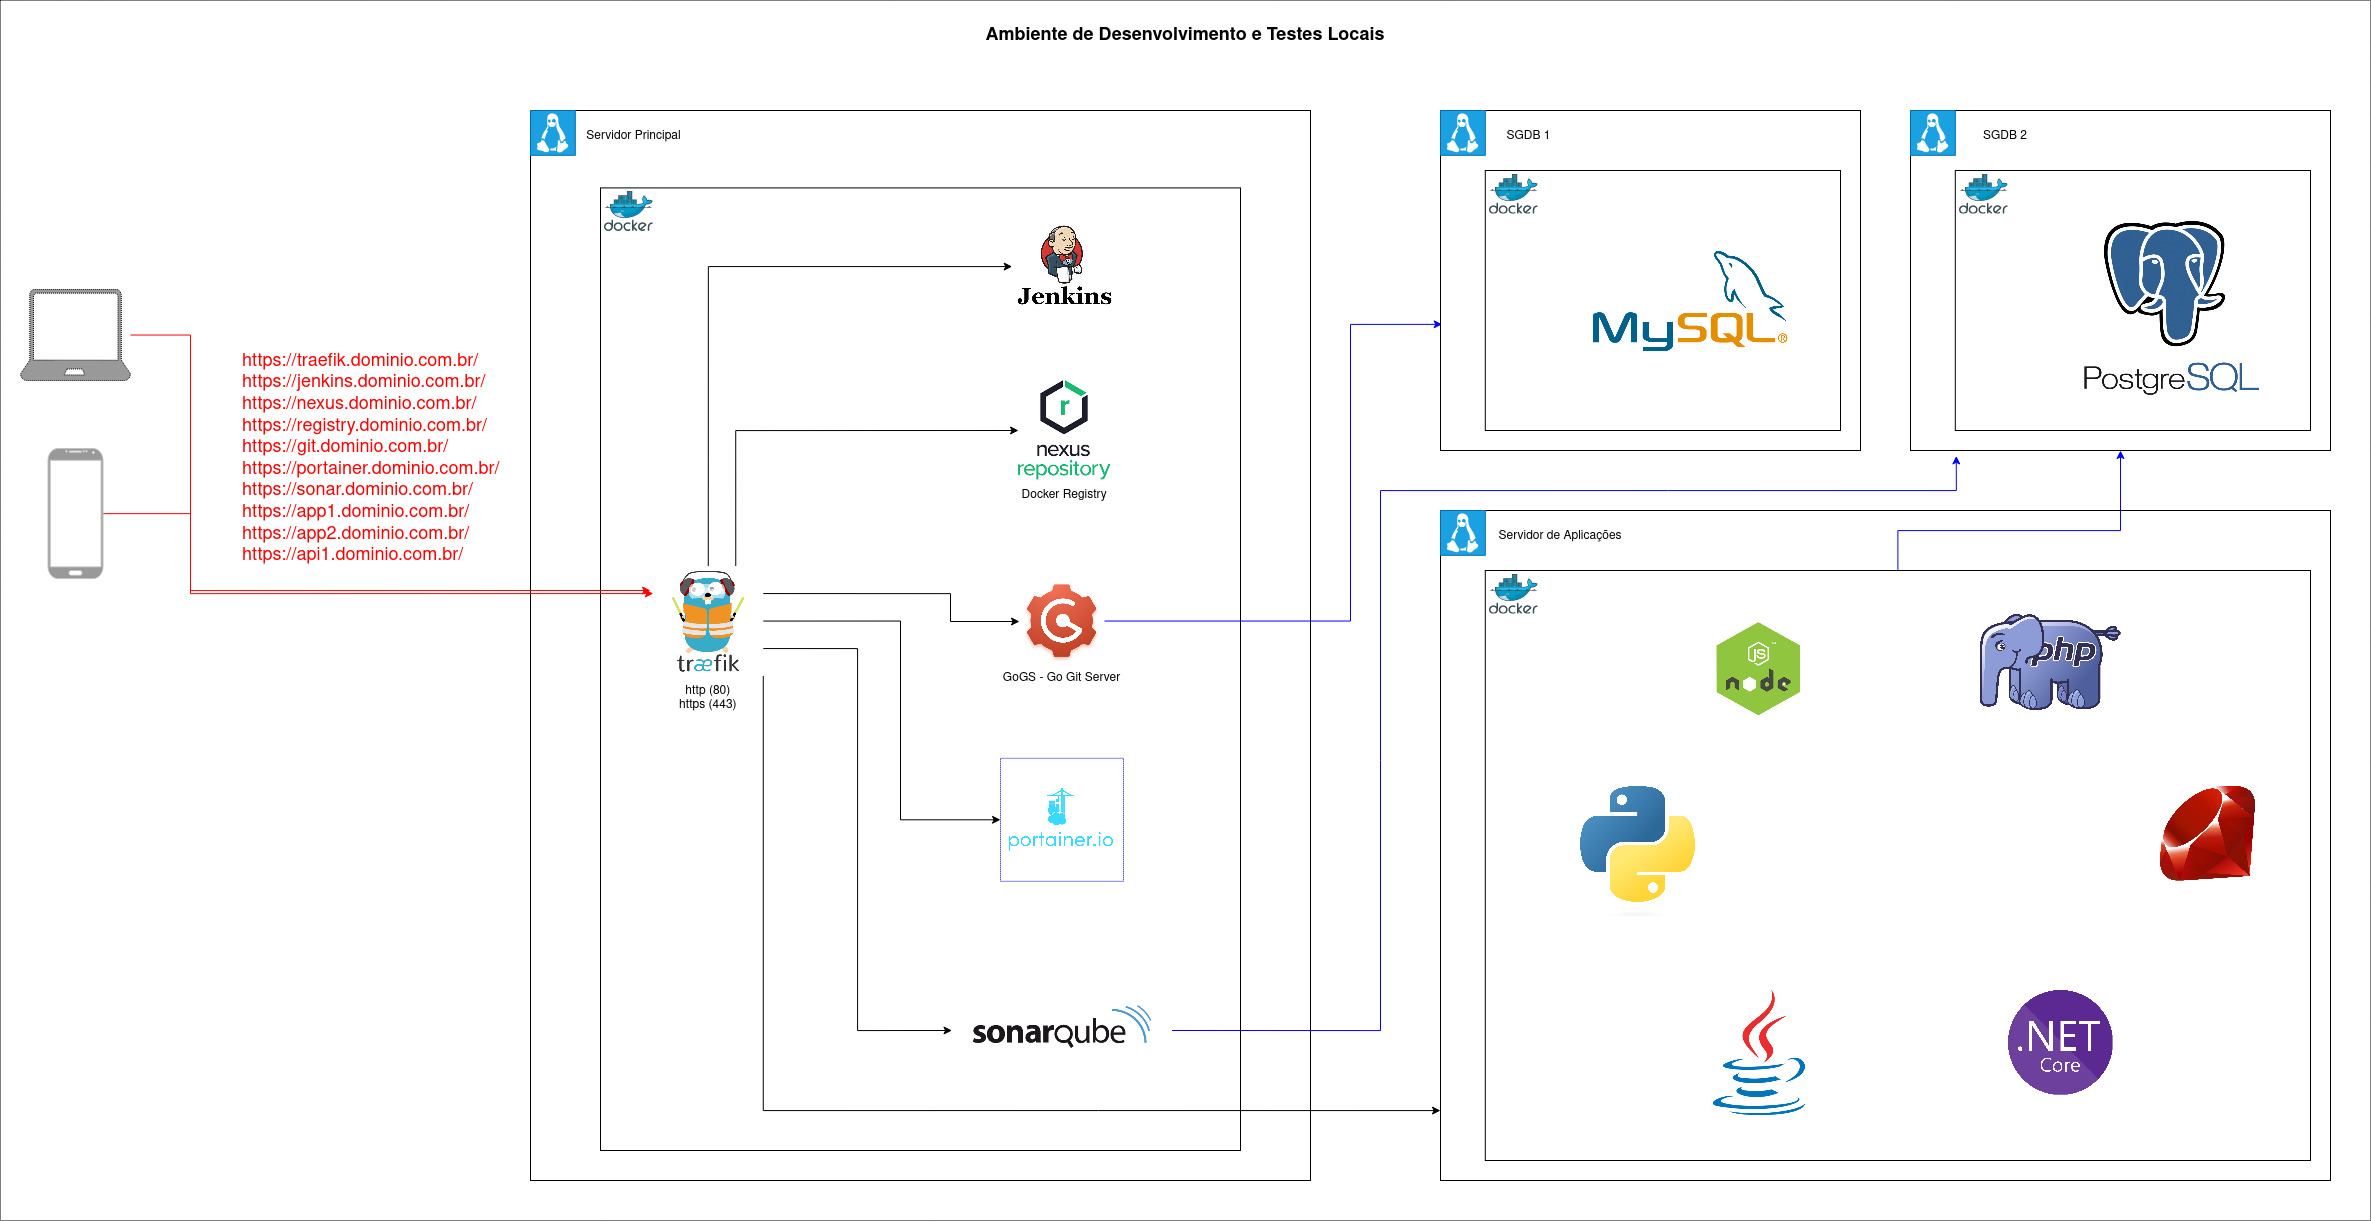 Ambiente de Desenvolvimento e Testes Locais
Servidor Principal
docker
Jenkins
nexus
repository
Docker Registry
https://traefik.dominio.com.br/
https://jenkins.dominio.com.br/
https://nexus.dominio.com.br/
https://registry.dominio.com.br/
https://git.dominio.com.br/
https://portainer.dominio.com.br/
https://sonar.dominio.com.br/
https://app1.dominio.com.br/
https://app2.dominio.com.br/
https://api1.dominio.com.br/
træfik
http (80)
https (443)
GoGS - Go Git Server
portainer.io
sonarqube
SGDB 1
docker
MySQL®
SGDB 2
docker
PostgreSQL
Servidor de Aplicações
docker
JS
node
php
.NET
Core